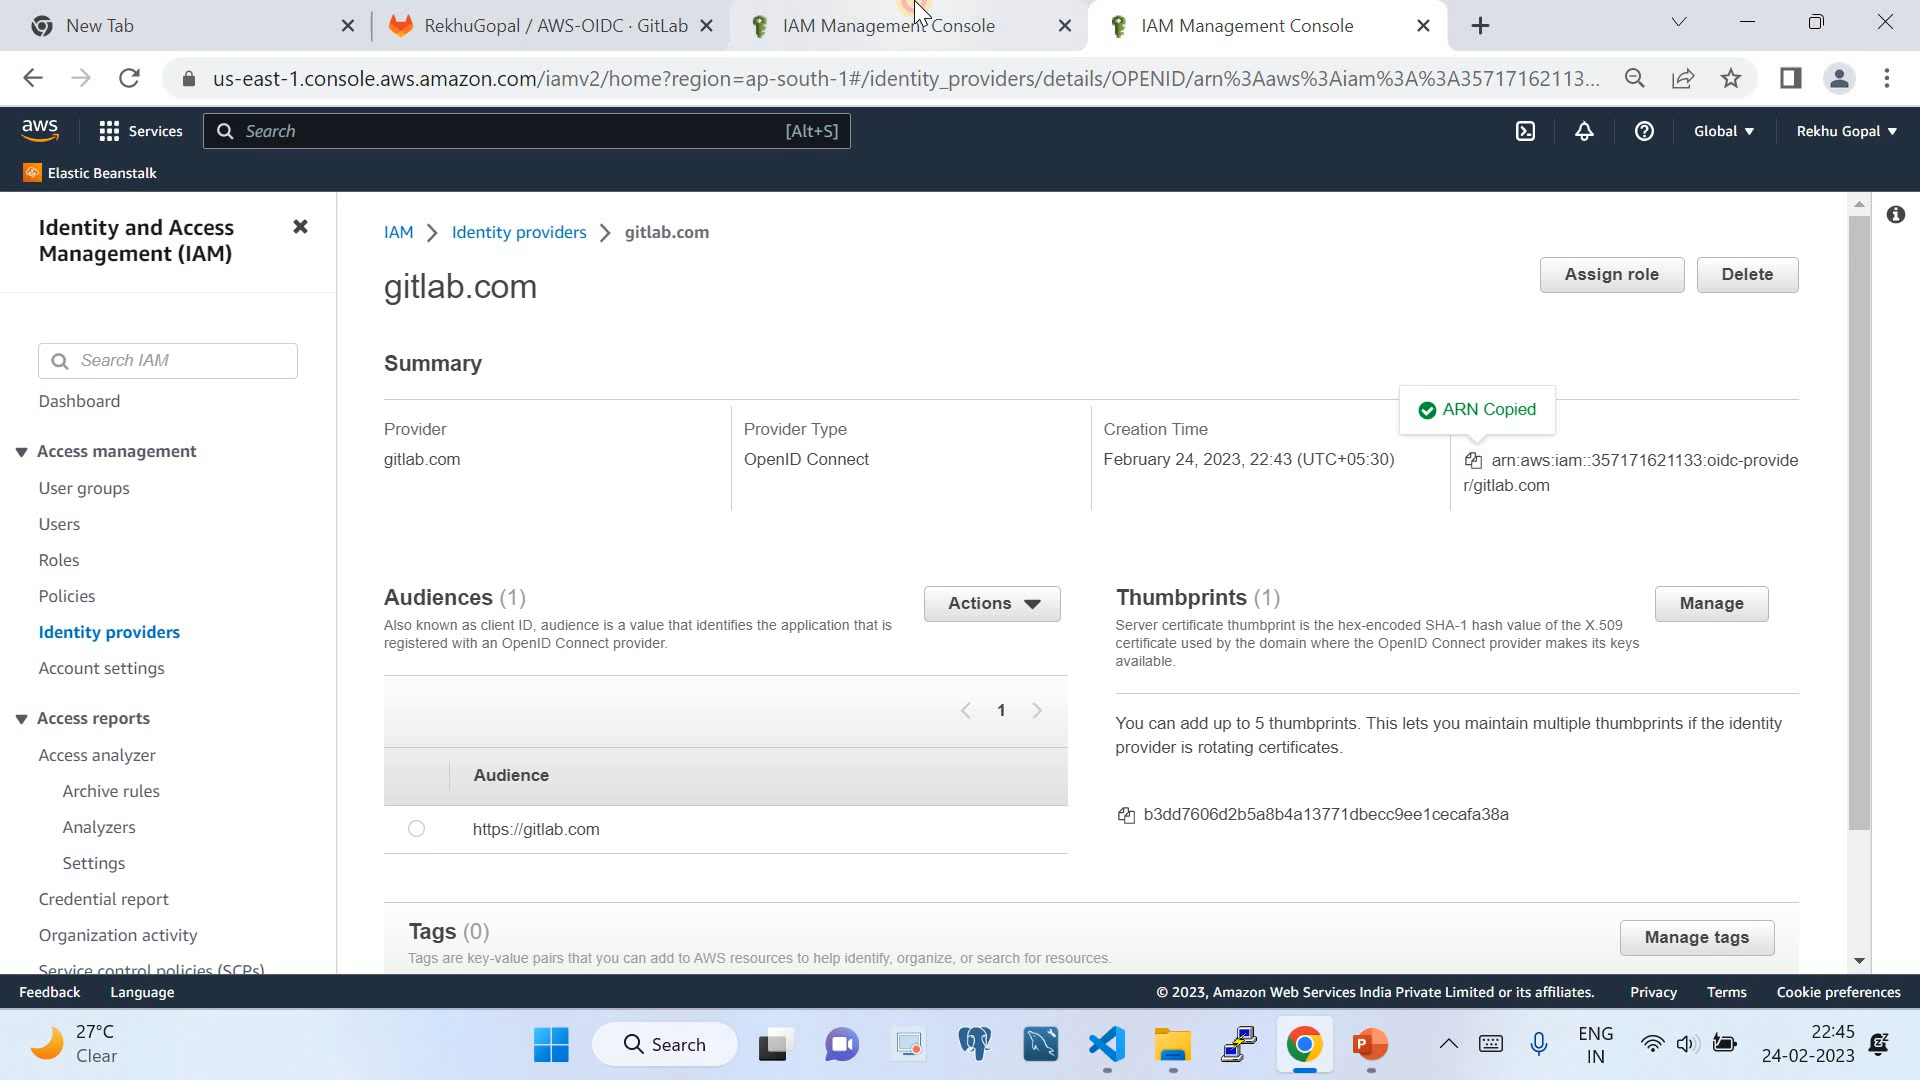 New Tab
RekhuGopal / AWS-OIDC · GitLab
IAM Management Console
IAM Management Console
us-east-1.console.aws.amazon.com/iamv2/home?region=ap-south-1#/identity_providers/details/OPENID/arn%3Aaws%3Aiam%3A%3A35717162113...
aws
Services
Search
[Alt+S]
Global
Rekhu Gopal
Elastic Beanstalk
Identity and Access
Management (IAM)
Search IAM
Dashboard
Access management
User groups
Users
Roles
Policies
Identity providers
Account settings
Access reports
Access analyzer
Archive rules
Analyzers
Settings
Credential report
Organization activity
Service control policies (SCPs)
IAM > Identity providers > gitlab.com
gitlab.com
Assign role
Delete
Summary
ARN Copied
Provider
gitlab.com
Provider Type
OpenID Connect
Creation Time
February 24, 2023, 22:43 (UTC+05:30)
arn:aws:iam::357171621133:oidc-provide
r/gitlab.com
Audiences (1)
Also known as client ID, audience is a value that identifies the application that is
registered with an OpenID Connect provider.
Actions
1
Audience
https://gitlab.com
Thumbprints (1)
Server certificate thumbprint is the hex-encoded SHA-1 hash value of the X.509
certificate used by the domain where the OpenID Connect provider makes its keys
available.
Manage
You can add up to 5 thumbprints. This lets you maintain multiple thumbprints if the identity
provider is rotating certificates.
b3dd7606d2b5a8b4a13771dbecc9ee1cecafa38a
Tags (0)
Tags are key-value pairs that you can add to AWS resources to help identify, organize, or search for resources.
Manage tags
Feedback
Language
© 2023, Amazon Web Services India Private Limited or its affiliates.
Privacy
Terms
Cookie preferences
27°C
Clear
Search
ENG
IN
22:45
24-02-2023